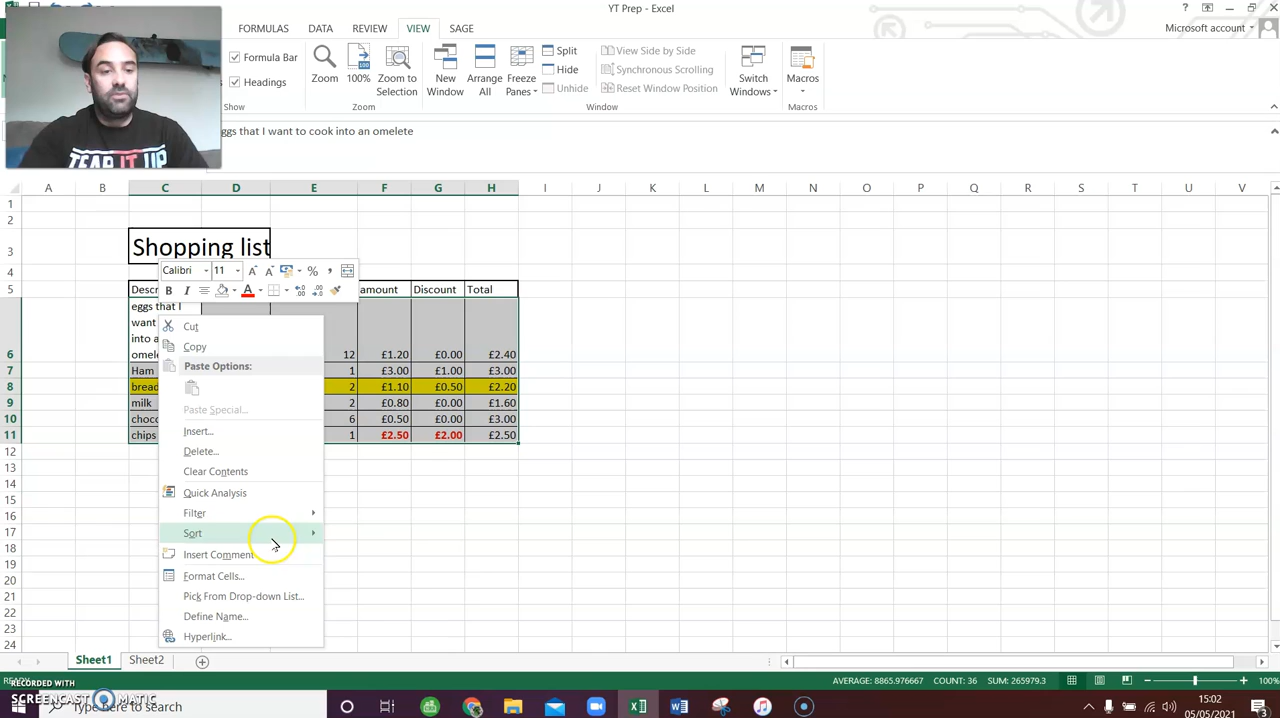 YT Prep - Excel
? 
Microsoft account
FORMULAS DATA REVIEW VIEW SAGE
Formula Bar
Headings
Show
Zoom
100%
Zoom to
Selection
Zoom
New
Window
Arrange
All
Freeze
Panes
Split
Hide
Unhide
View Side by Side
Synchronous Scrolling
Reset Window Position
Window
Switch
Windows
Macros
Macros
TEAR IT UP
eggs that I want to cook into an omelete
A B C D E F G H I J K L M N O P Q R S T U V
1
2
3 Shopping list
4
Calibri 11 %
B I A
5 Descr amount Discount Total
eggs that I
want
into a
6 omele 12 £1.20 £0.00 £2.40
7 Ham 1 £3.00 £1.00 £3.00
8 bread 2 £1.10 £0.50 £2.20
9 milk 2 £0.80 £0.00 £1.60
10 choco 6 £0.50 £0.00 £3.00
11 chips 1 £2.50 £2.00 £2.50
12
13
14
15
16
17
18
19
20
21
22
23
24
Cut
Copy
Paste Options:
Paste Special...
Insert...
Delete...
Clear Contents
Quick Analysis
Filter
Sort
Insert Comment
Format Cells...
Pick From Drop-down List...
Define Name...
Hyperlink...
Sheet1 Sheet2
AVERAGE: 8865.976667 COUNT: 36 SUM: 265979.3 100%
RECORDED WITH
SCREENCAST MATIC
Type here to search
15:02
05/05/2021
3